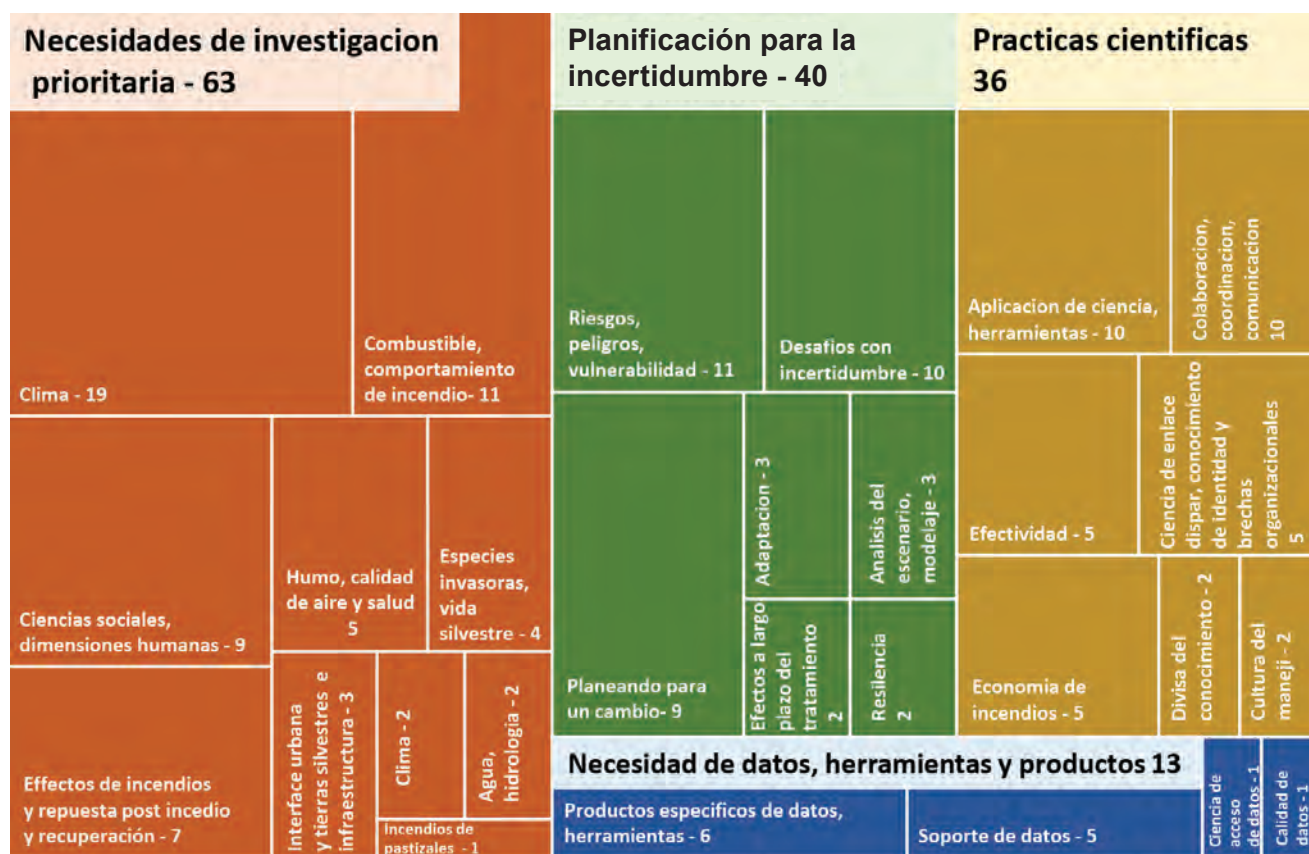 Necesidades de investigacion
prioritaria - 63
Clima - 19
Combustible,
comportamiento
de incendio- 11
Ciencias sociales,
dimensiones humanas - 9
Humo, calidad
de aire y salud
5
Especies
invasoras,
vida
silvestre - 4
Effectos de incendios
y repuesta post incedio
y recuperación - 7
Interface urbana
y tierras silvestres e
infraestructura - 3
Clima - 2
Agua,
hidrologia - 2
Incendios de
pastizales - 1
Planificación para la
incertidumbre - 40
Riesgos,
peligros,
vulnerabilidad - 11
Desafios con
incertidumbre - 10
Planeando para
un cambio- 9
Adaptacion - 3
Analisis del
escenario,
modelaje - 3
Efectos a largo
plazo del
tratamiento
2
Resilencia
2
Practicas cientificas
36
Aplicacion de ciencia,
herramientas - 10
Colaboracion,
coordinacion,
comunicacion
10
Efectividad - 5
Ciencia de enlace
dispar, conocimiento
de identidad y
brechas
organizacionales
5
Economia de
incendios - 5
Divisa del
conocimiento - 2
Cultura del
maneji - 2
Necesidad de datos, herramientas y productos 13
Productos especificos de datos,
herramientas - 6
Soporte de datos - 5
Ciencia de
acceso
de datos - 1
Calidad de
datos - 1